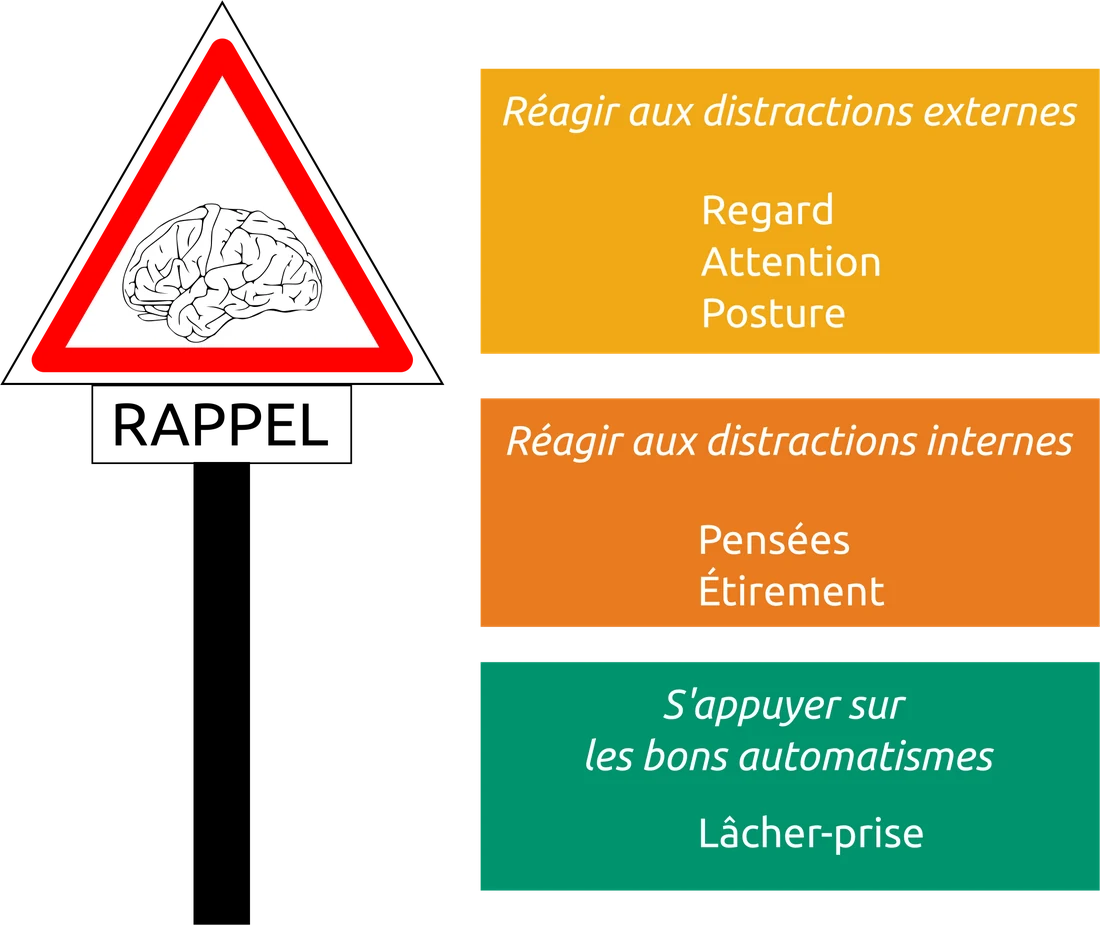 RAPPEL
Réagir aux distractions externes
Regard
Attention
Posture
Réagir aux distractions internes
Pensées
Étirement
S'appuyer sur
les bons automatismes
Lâcher-prise